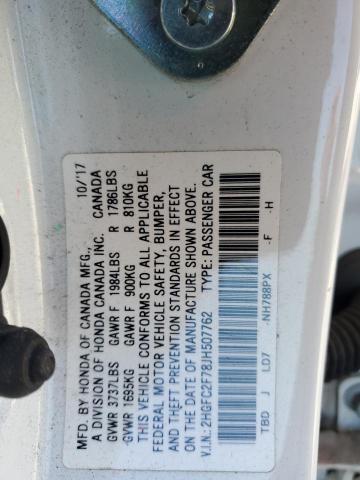 MFD. BY HONDA OF CANADA MFG., 10/'17
A DIVISION OF HONDA CANADA INC. CANADA
GVWR 3737LBS GAWR F 1984LBS R 1786LBS
GVWR 1695KG GAWR F 900KG R 810KG
THIS VEHICLE CONFORMS TO ALL APPLICABLE
FEDERAL MOTOR VEHICLE SAFETY, BUMPER,
AND THEFT PREVENTION STANDARDS IN EFFECT
ON THE DATE OF MANUFACTURE SHOWN ABOVE.
V.I.N.: 2HGFC2F78JH507762 TYPE: PASSENGER CAR
TBD J LD7 -NH788PX -F -H